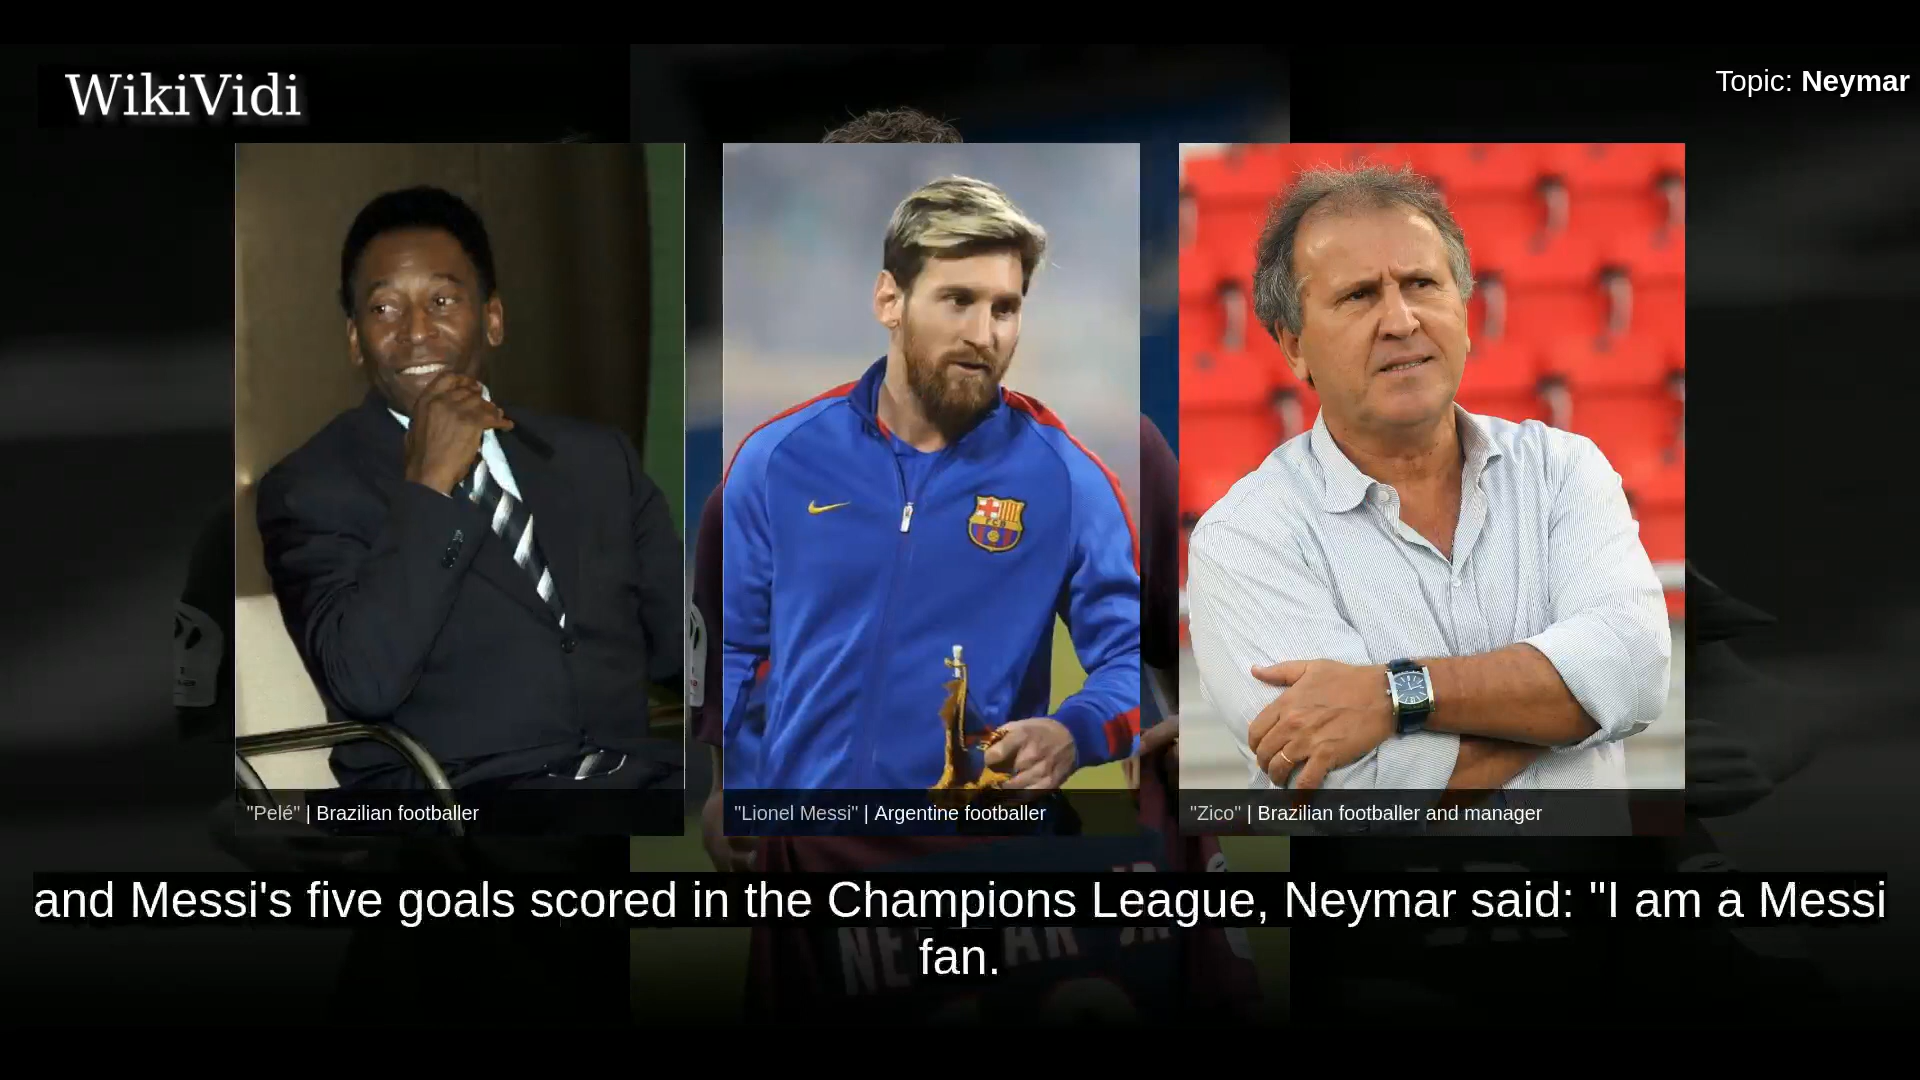 WikiVidi
Topic: Neymar
"Pelé" | Brazilian footballer
"Lionel Messi" | Argentine footballer
"Zico" | Brazilian footballer and manager
and Messi's five goals scored in the Champions League, Neymar said: "I am a Messi
fan.